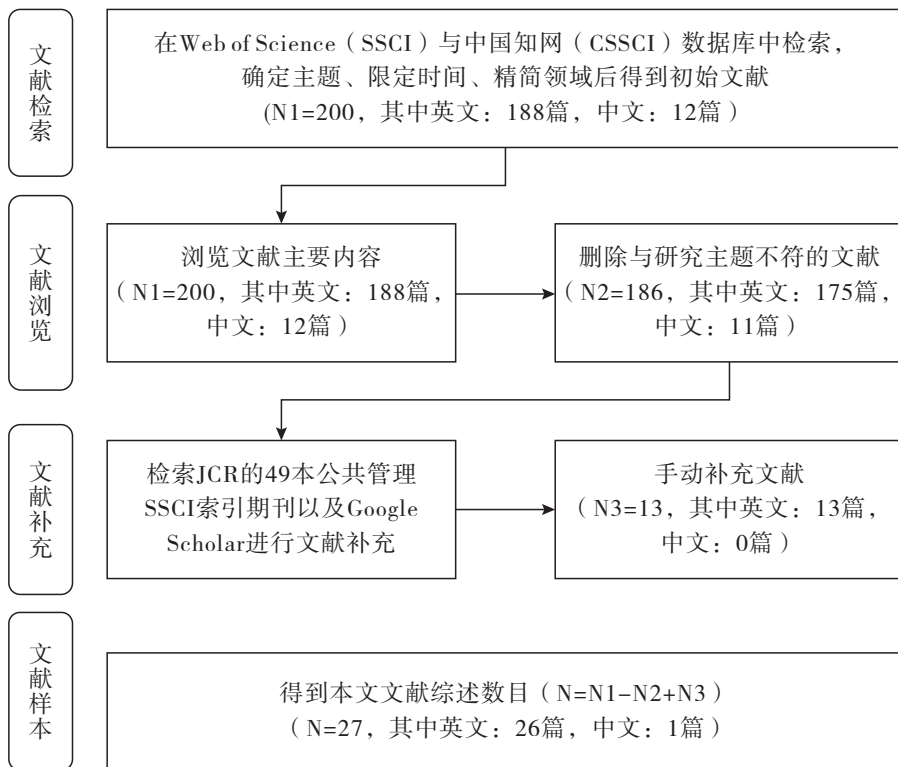 文献检索
在Web of Science（SSCI）与中国知网（CSSCI）数据库中检索，
确定主题、限定时间、精简领域后得到初始文献
(N1=200，其中英文：188篇，中文：12篇）
文献浏览
浏览文献主要内容
（N1=200，其中英文：188篇，
中文：12篇）
删除与研究主题不符的文献
（N2=186，其中英文：175篇，
中文：11篇）
文献补充
检索JCR的49本公共管理
SSCI索引期刊以及Google
Scholar进行文献补充
手动补充文献
（N3=13，其中英文：13篇，
中文：0篇）
文献样本
得到本文文献综述数目（N=N1-N2+N3）
（N=27，其中英文：26篇，中文：1篇）